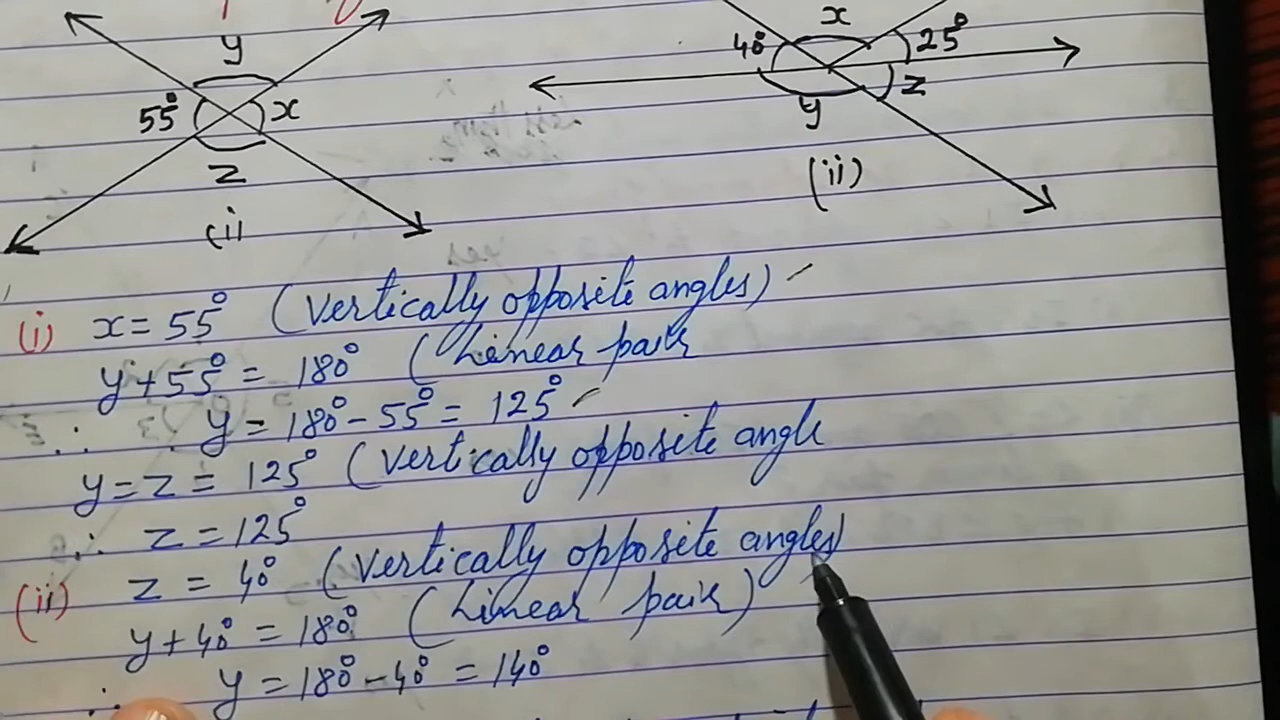 y
55° x
z
(i)
x
40° 25°
y z
(ii)
(i) x = 55° (Vertically opposite angles)
y + 55° = 180° (Linear pair
∴ y = 180° - 55° = 125°
y = z = 125° (Vertically opposite angle
∴ z = 125°
(ii) z = 40° (Vertically opposite angles)
y + 40° = 180° (Linear pair)
∴ y = 180° - 40° = 140°